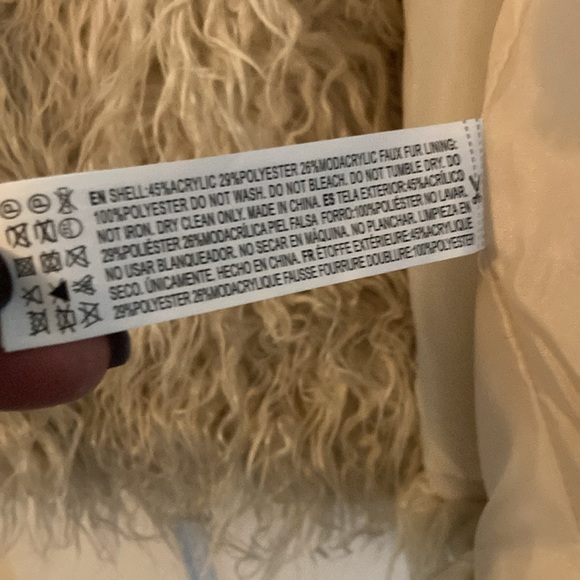 EN SHELL:45%ACRYLIC 29%POLYESTER 26%MODACRYLIC FAUX FUR LINING:
100%POLYESTER DO NOT WASH. DO NOT BLEACH. DO NOT TUMBLE DRY. DO
NOT IRON. DRY CLEAN ONLY. MADE IN CHINA. ES TELA EXTERIOR:45%ACRÍLICO
29%POLIÉSTER 26%MODACRÍLICA PIEL FALSA FORRO:100%POLIÉSTER NO LAVAR.
NO USAR BLANQUEADOR. NO SECAR EN MÁQUINA. NO PLANCHAR. LIMPIEZA EN
SECO. ÚNICAMENTE. HECHO EN CHINA. FR ÉTOFFE EXTÉRIEURE:45%ACRYLIQUE
29%POLYESTER 26%MODACRYLIQUE FAUSSE FOURRURE DOUBLURE:100%POLYESTER